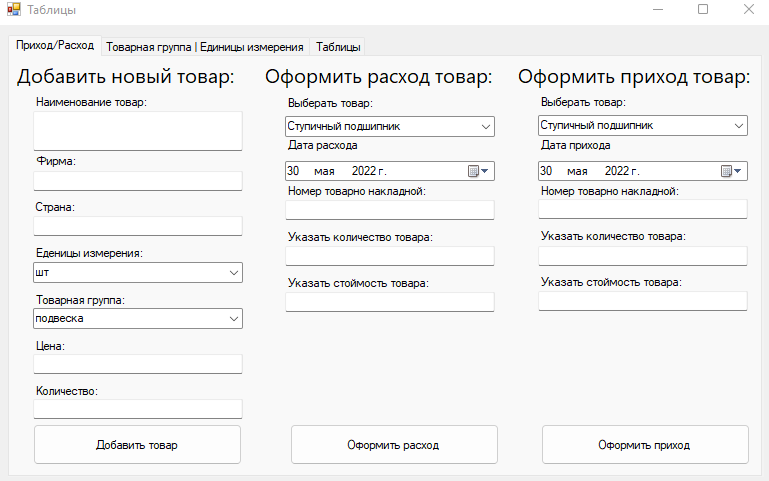 Таблицы
Приход/Расход
Товарная группа | Единицы измерения
Таблицы
Добавить новый товар:
Наименование товар:
Фирма:
Страна:
Еденицы измерения:
шт
Товарная группа:
подвеска
Цена:
Количество:
Добавить товар
Оформить расход товар:
Выберать товар:
Ступичный подшипник
Дата расхода
30 мая 2022 г.
Номер товарно накладной:
Указать количество товара:
Указать стоймость товара:
Оформить расход
Оформить приход товар:
Выберать товар:
Ступичный подшипник
Дата прихода
30 мая 2022 г.
Номер товарно накладной:
Указать количество товара:
Указать стоймость товара:
Оформить приход